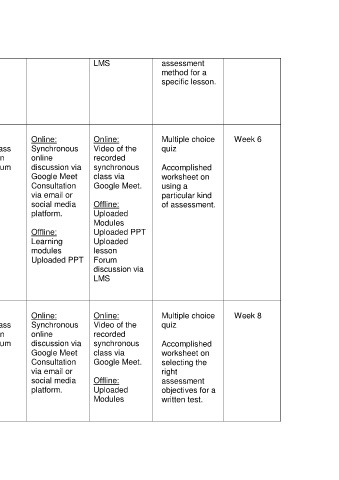 LMS
assessment
method for a
specific lesson.
ass
n
um
Online:
Synchronous
online
discussion via
Google Meet
Consultation
via email or
social media
platform.
Offline:
Learning
modules
Uploaded PPT
Online:
Video of the
recorded
synchronous
class via
Google Meet.
Offline:
Uploaded
Modules
Uploaded PPT
Uploaded
lesson
Forum
discussion via
LMS
Multiple choice
quiz
Accomplished
worksheet on
using a
particular kind
of assessment.
Week 6
ass
n
um
Online:
Synchronous
online
discussion via
Google Meet
Consultation
via email or
social media
platform.
Online:
Video of the
recorded
synchronous
class via
Google Meet.
Offline:
Uploaded
Modules
Multiple choice
quiz
Accomplished
worksheet on
selecting the
right
assessment
objectives for a
written test.
Week 8